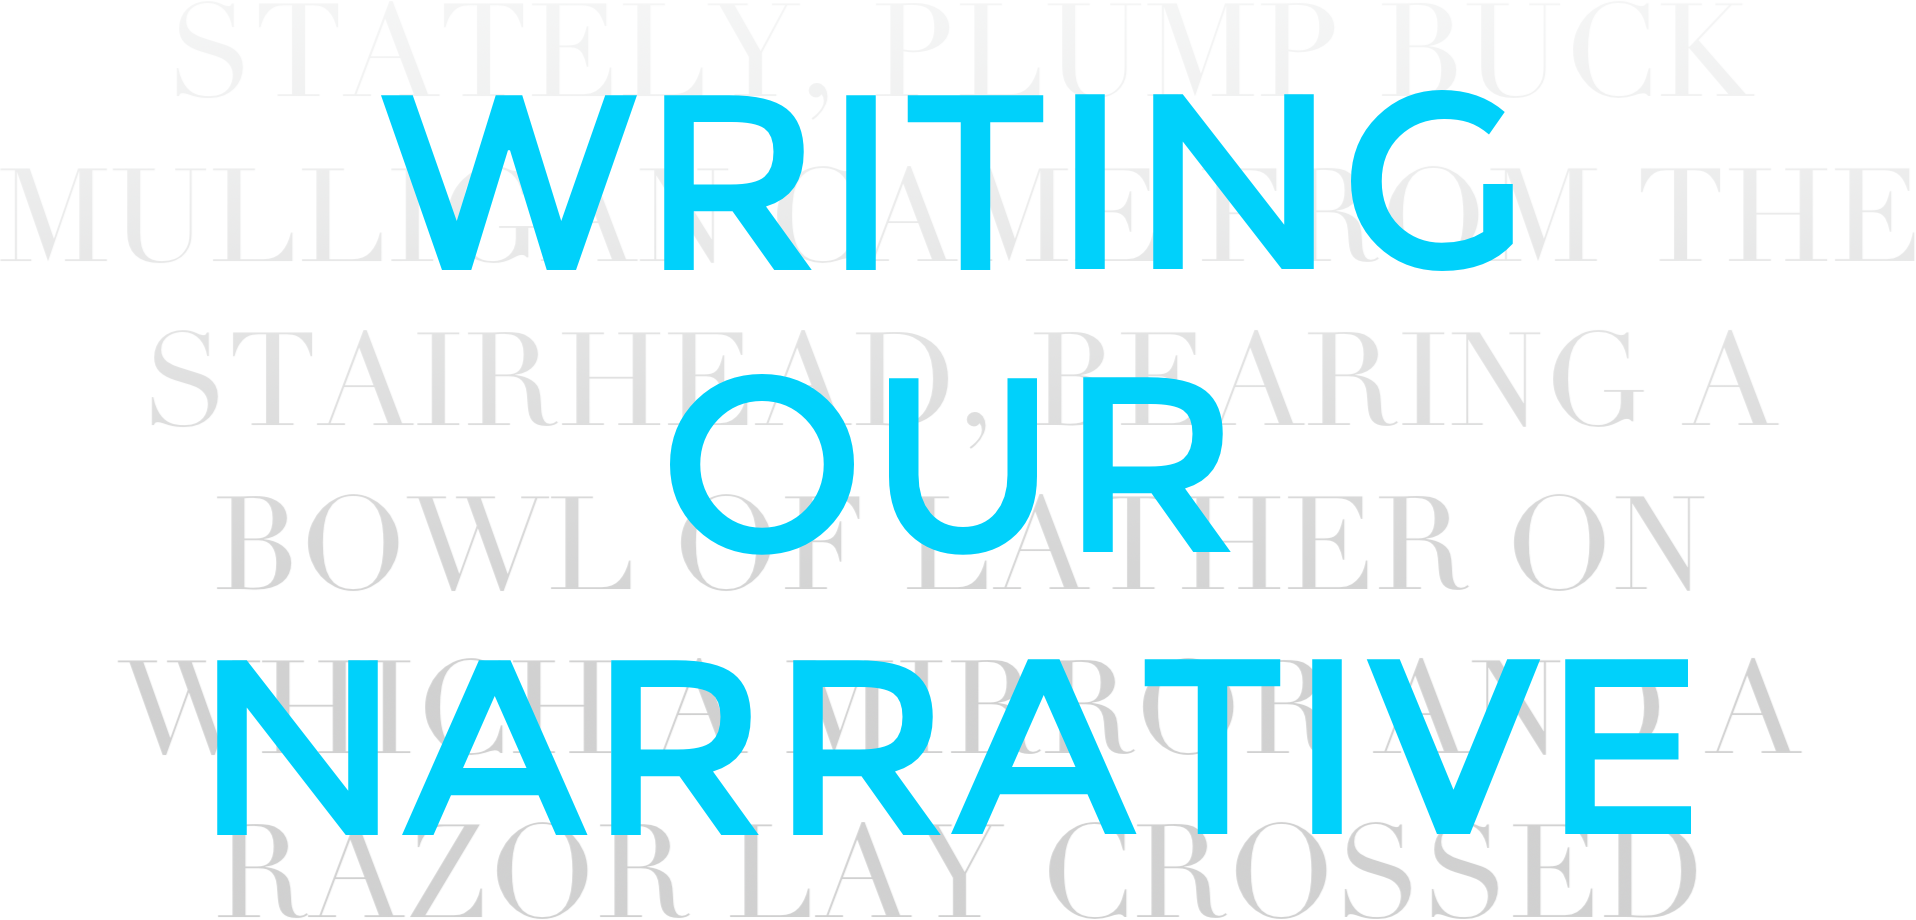 STATELY, PLUMP BUCK
MULLIGAN CAME FROM THE
STAIRHEAD, BEARING A
BOWL OF LATHER ON
WHICH A MIRROR AND A
RAZOR LAY CROSSED
WRITING
OUR
NARRATIVE